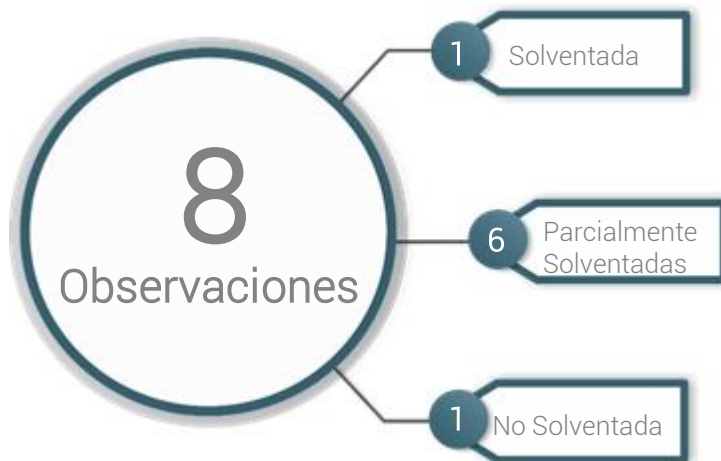 8
Observaciones
1
Solventada
6
Parcialmente
Solventadas
1
No Solventada